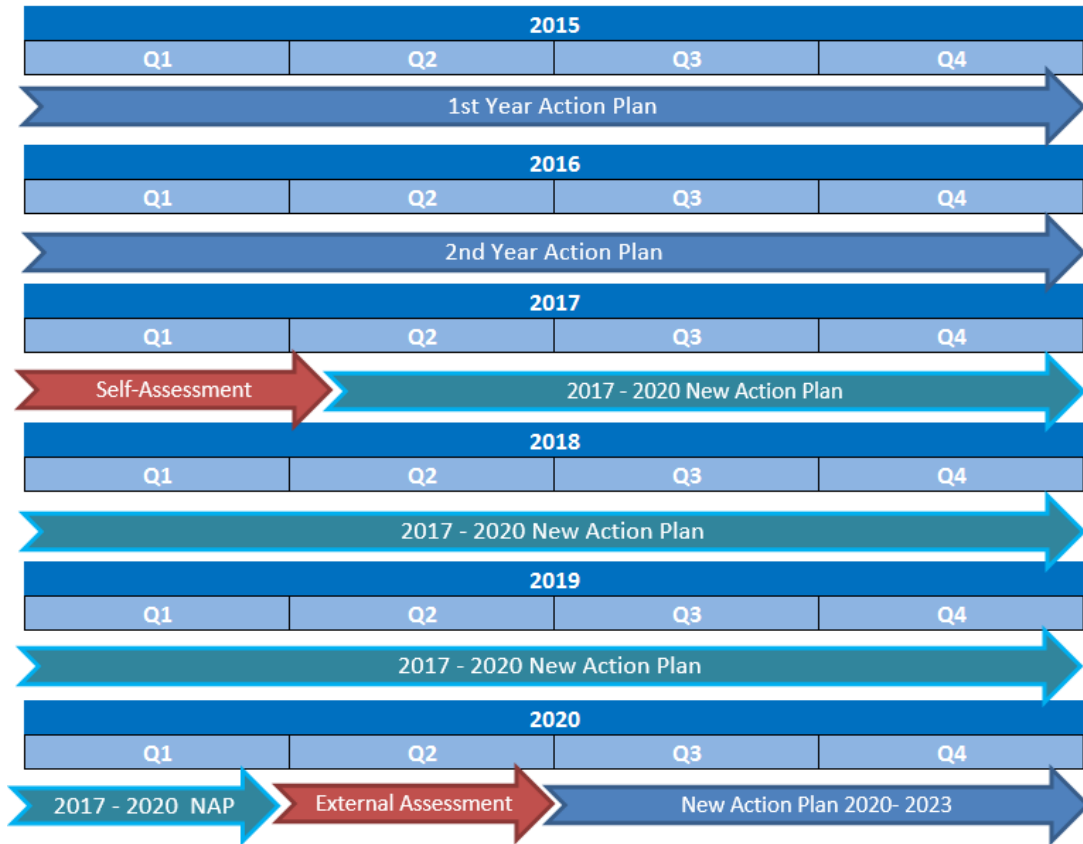 2015
Q1 Q2 Q3 Q4
1st Year Action Plan
2016
Q1 Q2 Q3 Q4
2nd Year Action Plan
2017
Q1 Q2 Q3 Q4
Self-Assessment 2017 - 2020 New Action Plan
2018
Q1 Q2 Q3 Q4
2017 - 2020 New Action Plan
2019
Q1 Q2 Q3 Q4
2017 - 2020 New Action Plan
2020
Q1 Q2 Q3 Q4
2017 - 2020 NAP External Assessment New Action Plan 2020- 2023